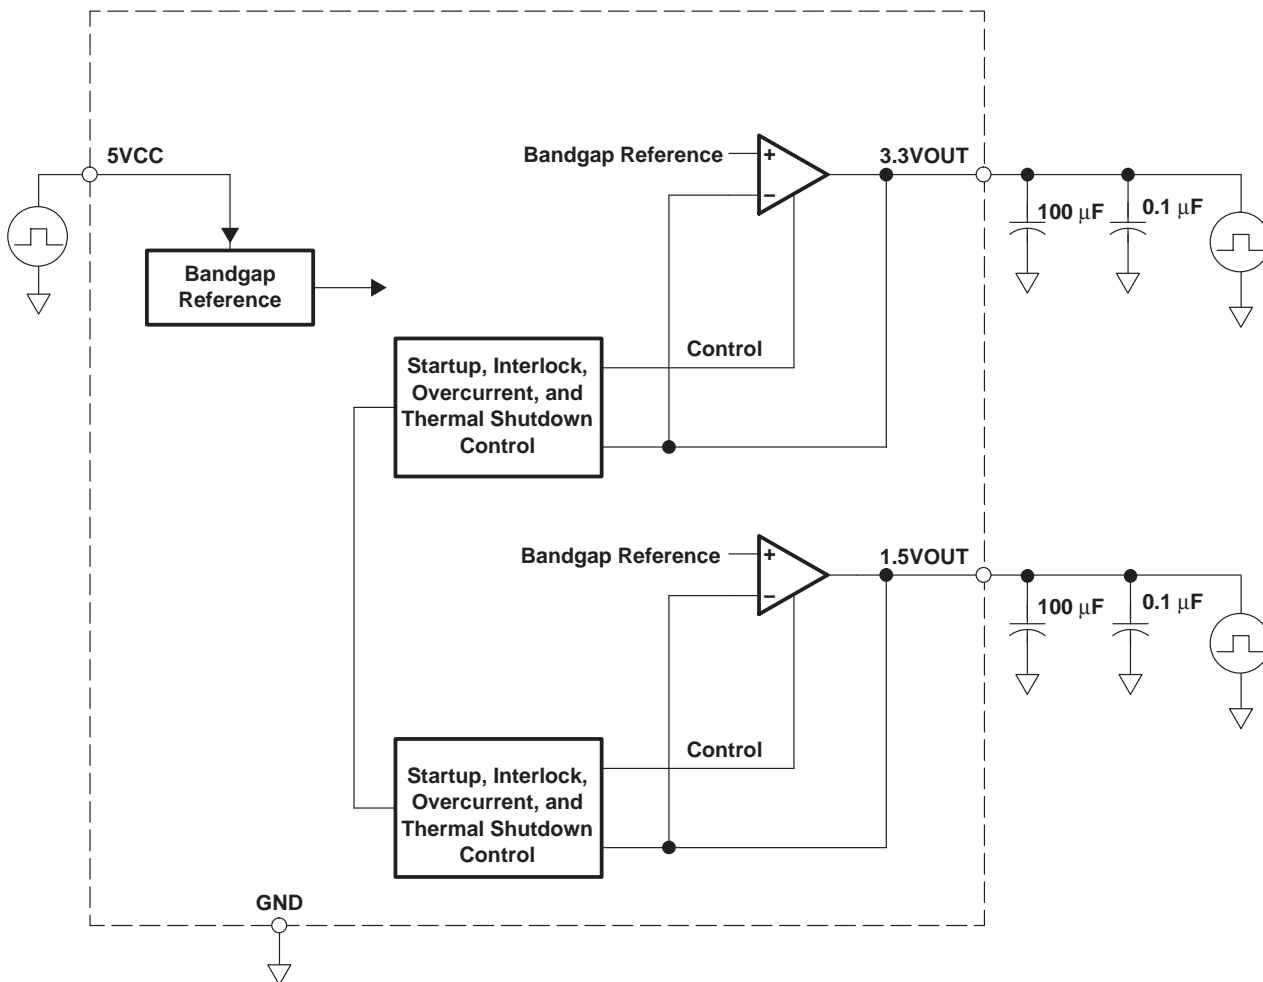 5VCC
Bandgap Reference
+
−
3.3VOUT
100 μF
0.1 μF
Bandgap
Reference
Control
Startup, Interlock,
Overcurrent, and
Thermal Shutdown
Control
Bandgap Reference
+
−
1.5VOUT
100 μF
0.1 μF
Control
Startup, Interlock,
Overcurrent, and
Thermal Shutdown
Control
GND